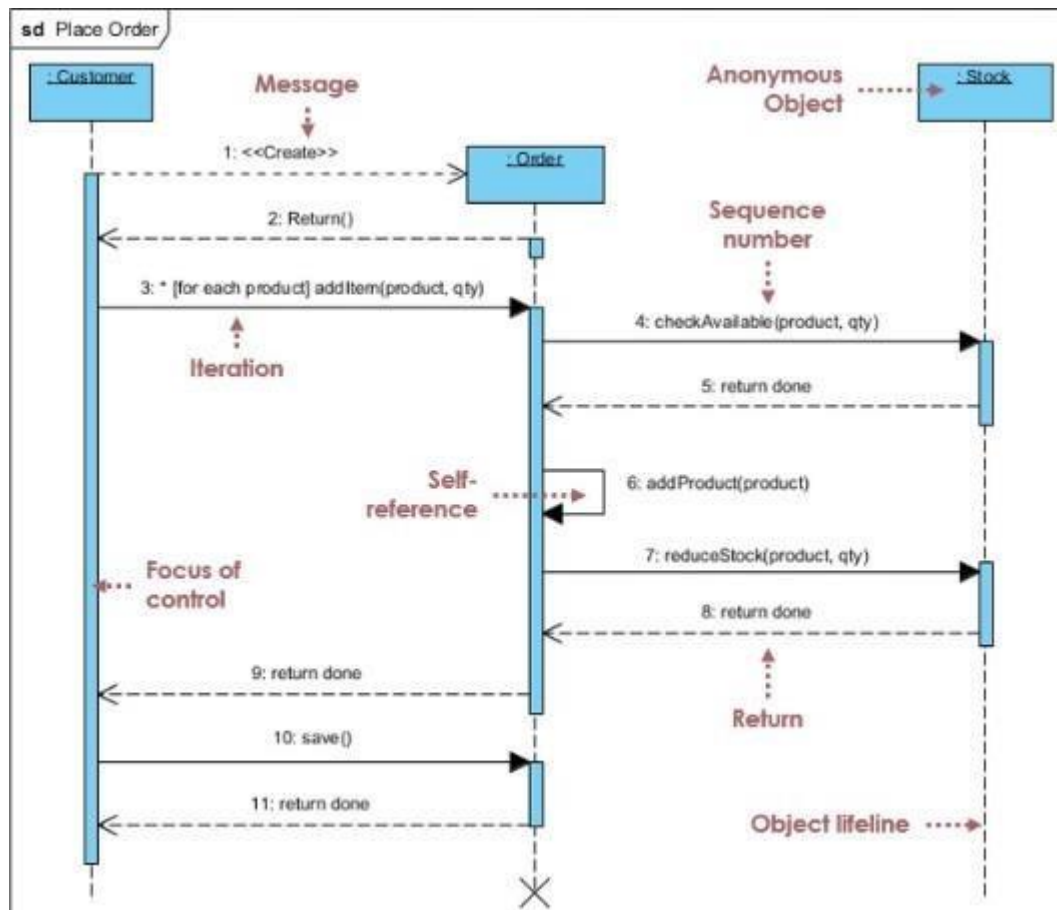 sd Place Order
: Customer
Message
Anonymous
Object
: Stock
1: <<Create>>
: Order
2: Return()
Sequence
number
3: * [for each product] addItem(product, qty)
4: checkAvailable(product, qty)
Iteration
5: return done
Self-
reference
6: addProduct(product)
7: reduceStock(product, qty)
Focus of
control
8: return done
9: return done
Return
10: save()
11: return done
Object lifeline